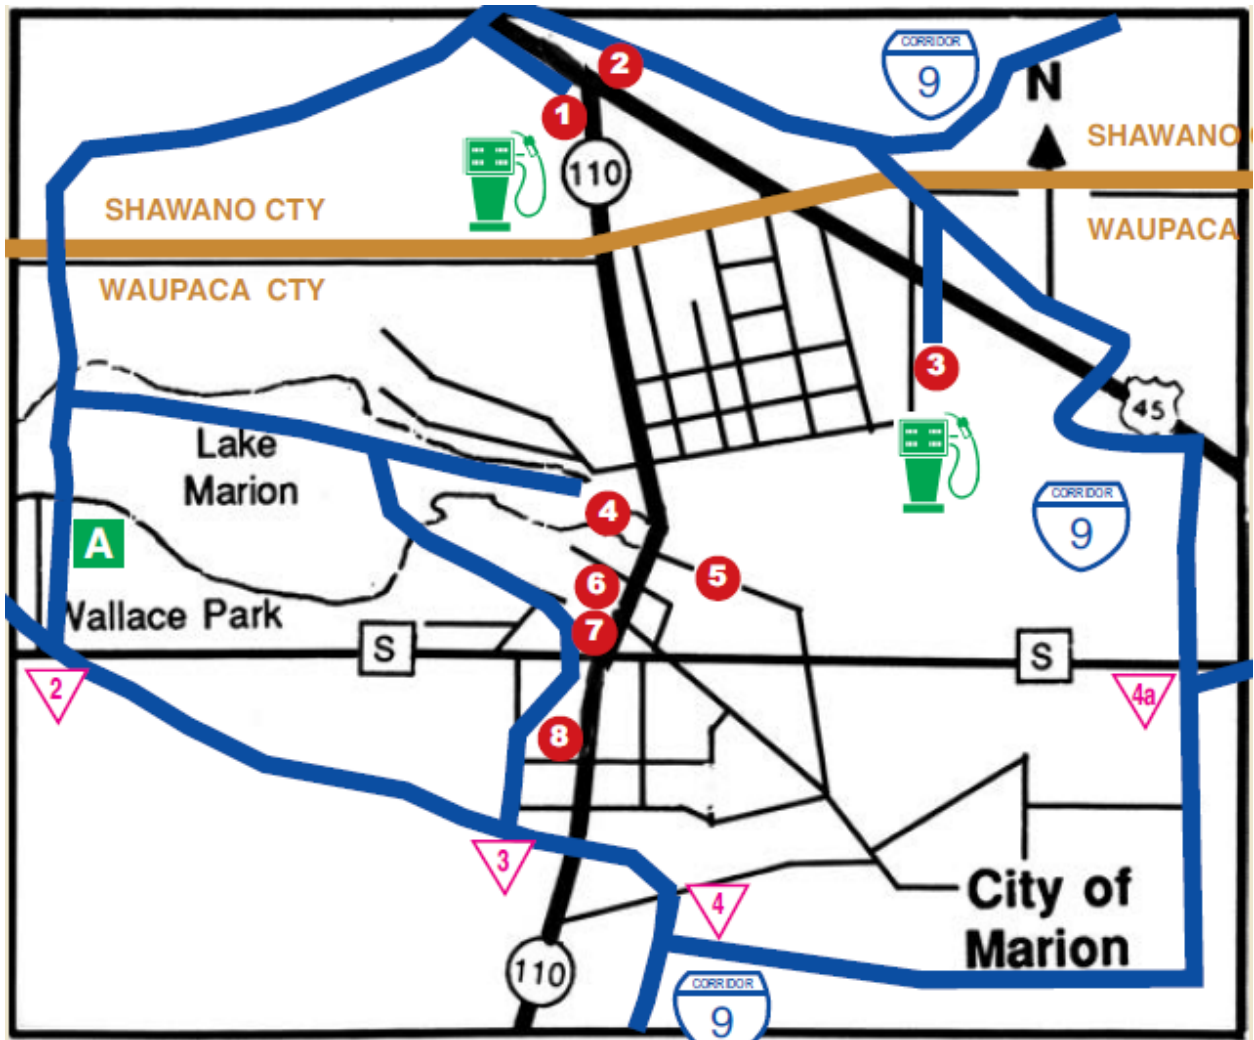 2
CORRIDOR
9
N
1
110
SHAWANO
SHAWANO CTY
WAUPACA
WAUPACA CTY
3
45
Lake
Marion
CORRIDOR
9
4
A
5
6
Wallace Park
7
S
S
2
4a
8
3
4
City of
Marion
110
CORRIDOR
9